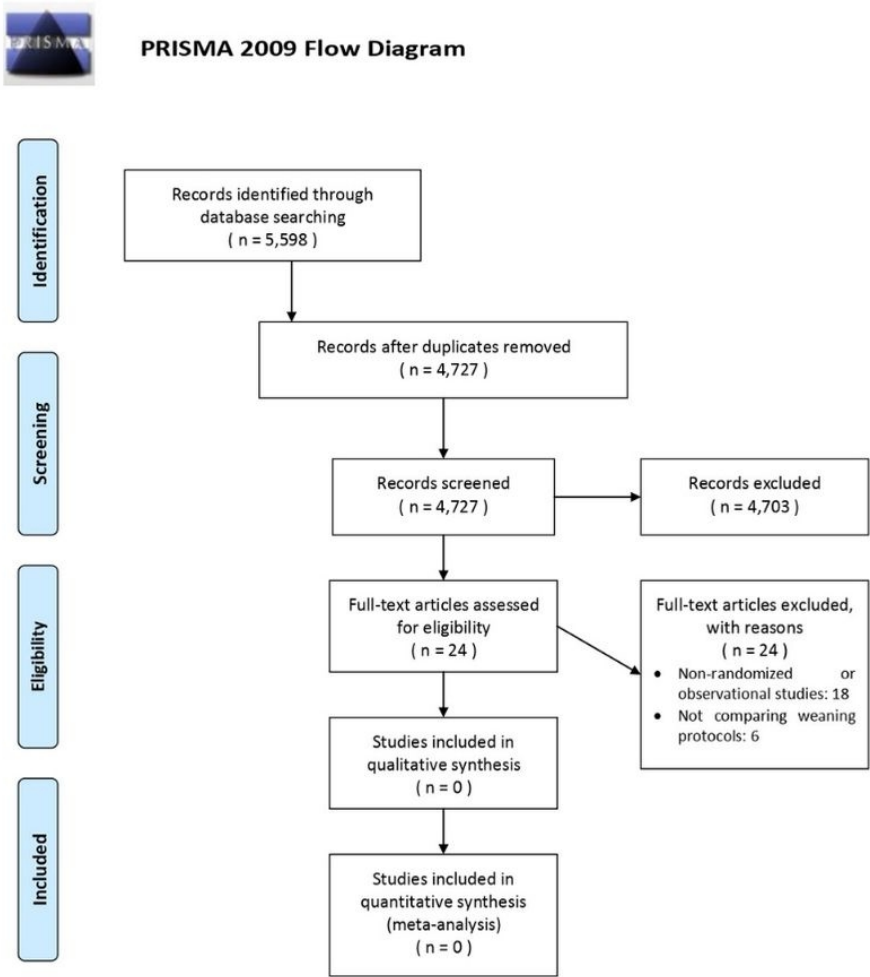 PRISMA
PRISMA 2009 Flow Diagram
Identification
Records identified through
database searching
( n = 5,598 )
Records after duplicates removed
( n = 4,727 )
Screening
Records screened
( n = 4,727 )
Records excluded
( n = 4,703 )
Eligibility
Full-text articles assessed
for eligibility
( n = 24 )
Full-text articles excluded,
with reasons
( n = 24 )
• Non-randomized or
observational studies: 18
• Not comparing weaning
protocols: 6
Studies included in
qualitative synthesis
( n = 0 )
Included
Studies included in
quantitative synthesis
(meta-analysis)
( n = 0 )